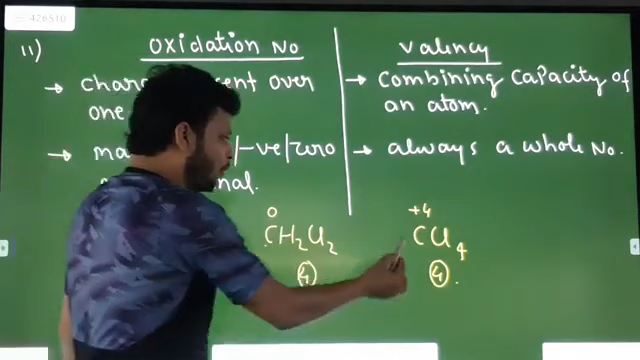 426510
11)
Oxidation No
Valency
→ char ent over
one
→ Combining Capacity of
an atom.
→ ma /-ve/zero
nal.
→ always a whole No.
0
CH2Cl2
4
+4
CCl4
4.